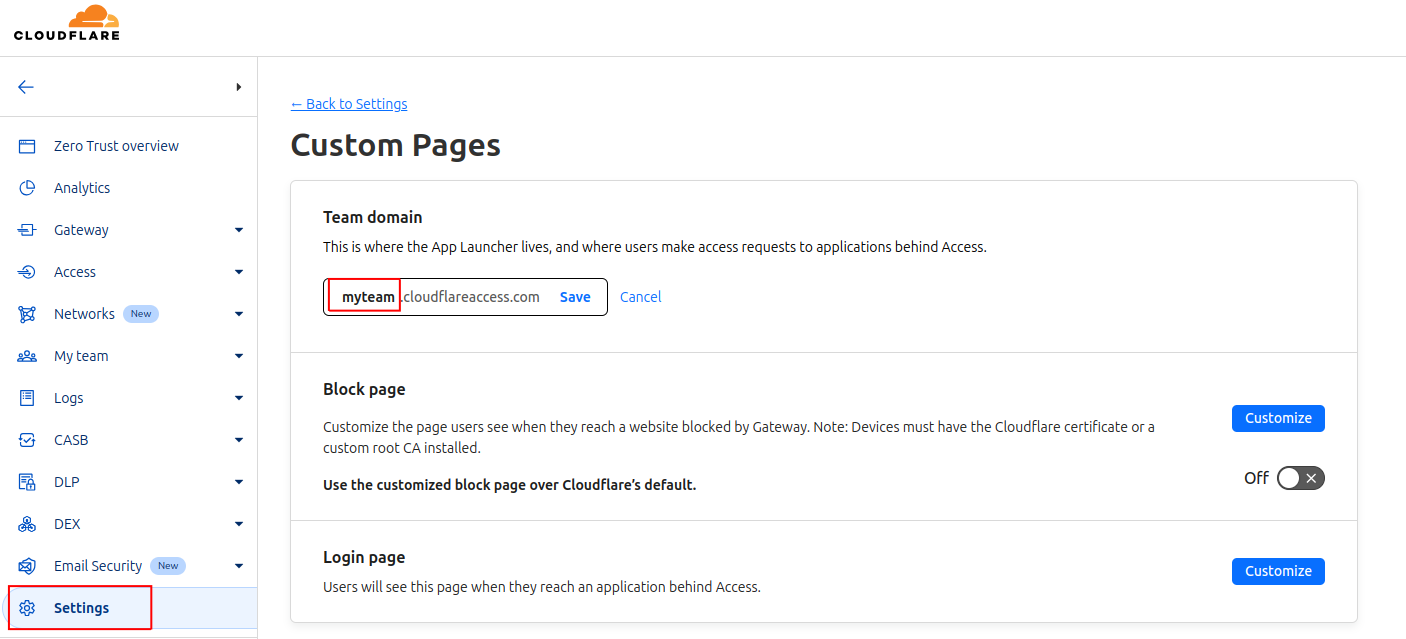 CLOUDFLARE
Zero Trust overview
Analytics
Gateway
Access
Networks New
My team
Logs
CASB
DLP
DEX
Email Security New
Settings
← Back to Settings
Custom Pages
Team domain
This is where the App Launcher lives, and where users make access requests to applications behind Access.
myteam.cloudflareaccess.com Save Cancel
Block page
Customize the page users see when they reach a website blocked by Gateway. Note: Devices must have the Cloudflare certificate or a
custom root CA installed.
Customize
Use the customized block page over Cloudflare's default.
Off
Login page
Users will see this page when they reach an application behind Access.
Customize